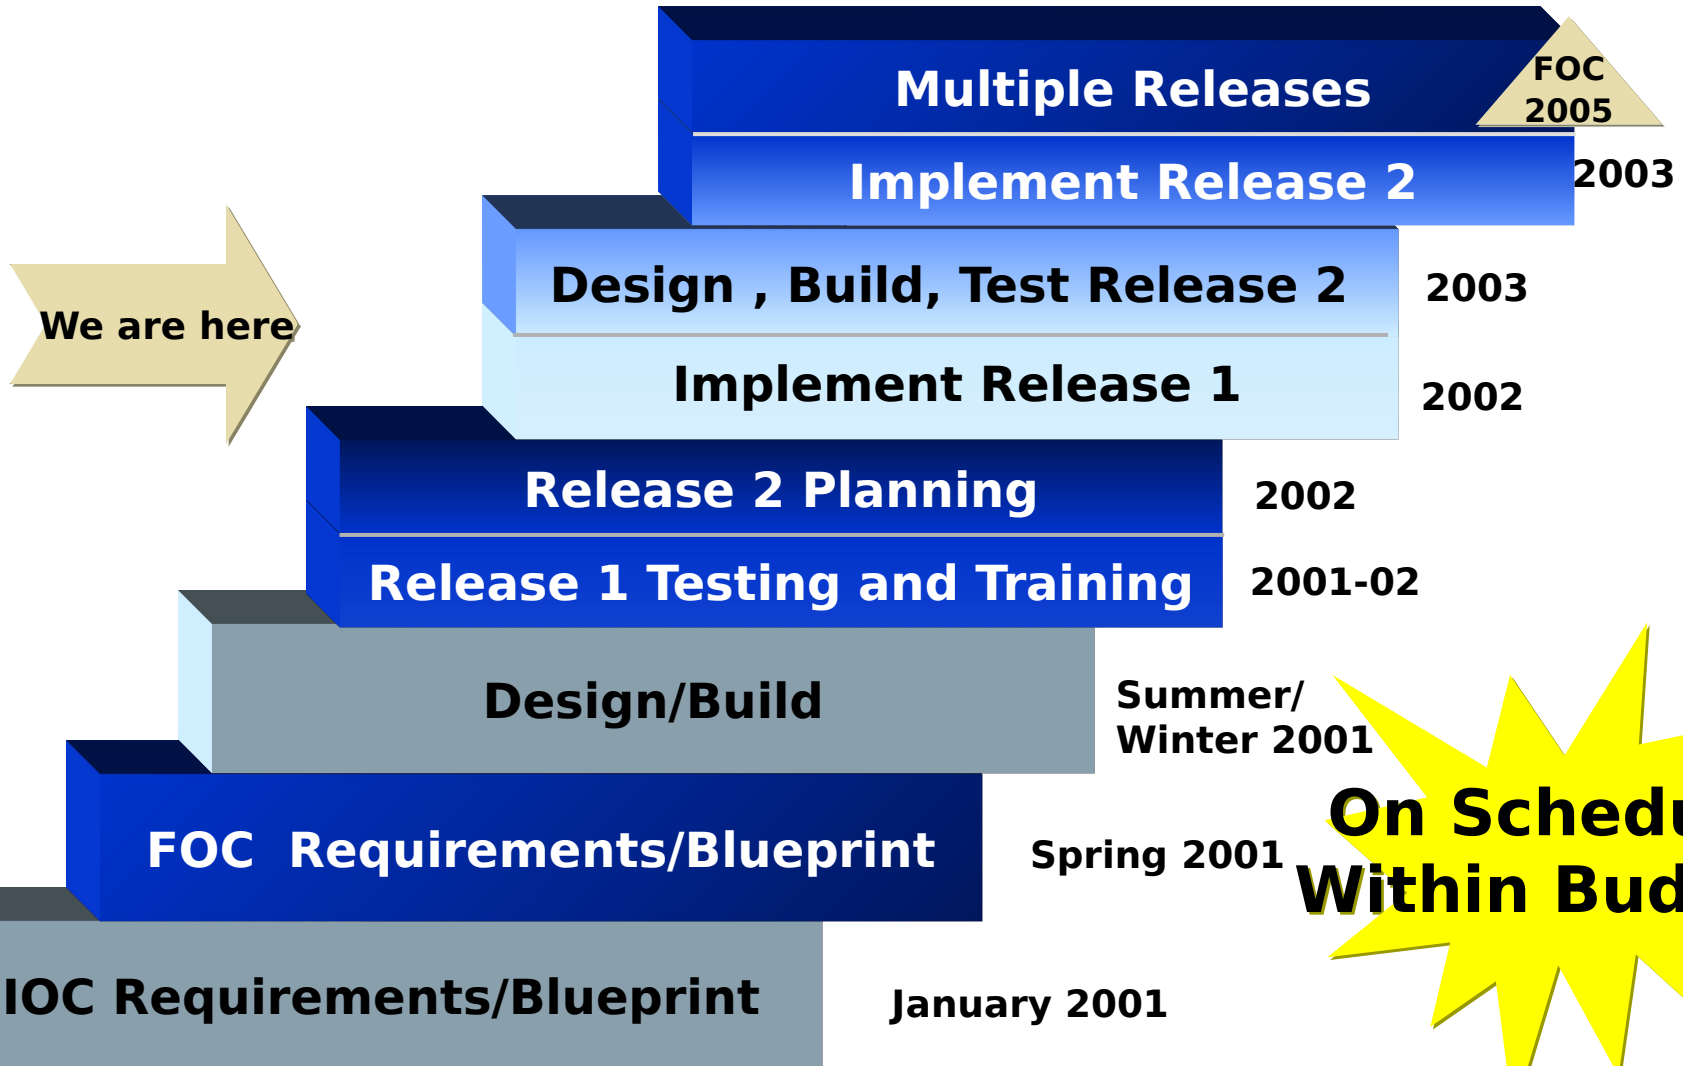 Multiple Releases
FOC
2005
Implement Release 2
2003
Design , Build, Test Release 2
2003
We are here
Implement Release 1
2002
Release 2 Planning
2002
Release 1 Testing and Training
2001-02
Design/Build
Summer/
Winter 2001
FOC  Requirements/Blueprint
Spring 2001
On Schedu
Within Bud
IOC Requirements/Blueprint
January 2001